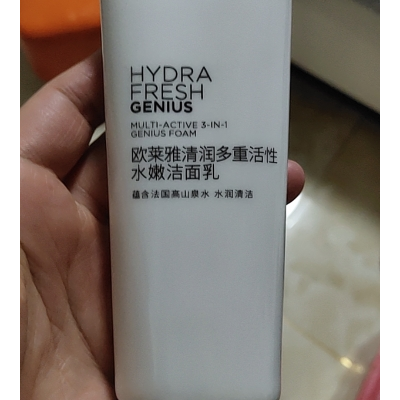 HYDRA
FRESH
GENIUS
MULTI-ACTIVE 3-IN-1
GENIUS FOAM
欧莱雅清润多重活性
水嫩洁面乳
蕴含法国高山泉水 水润清洁